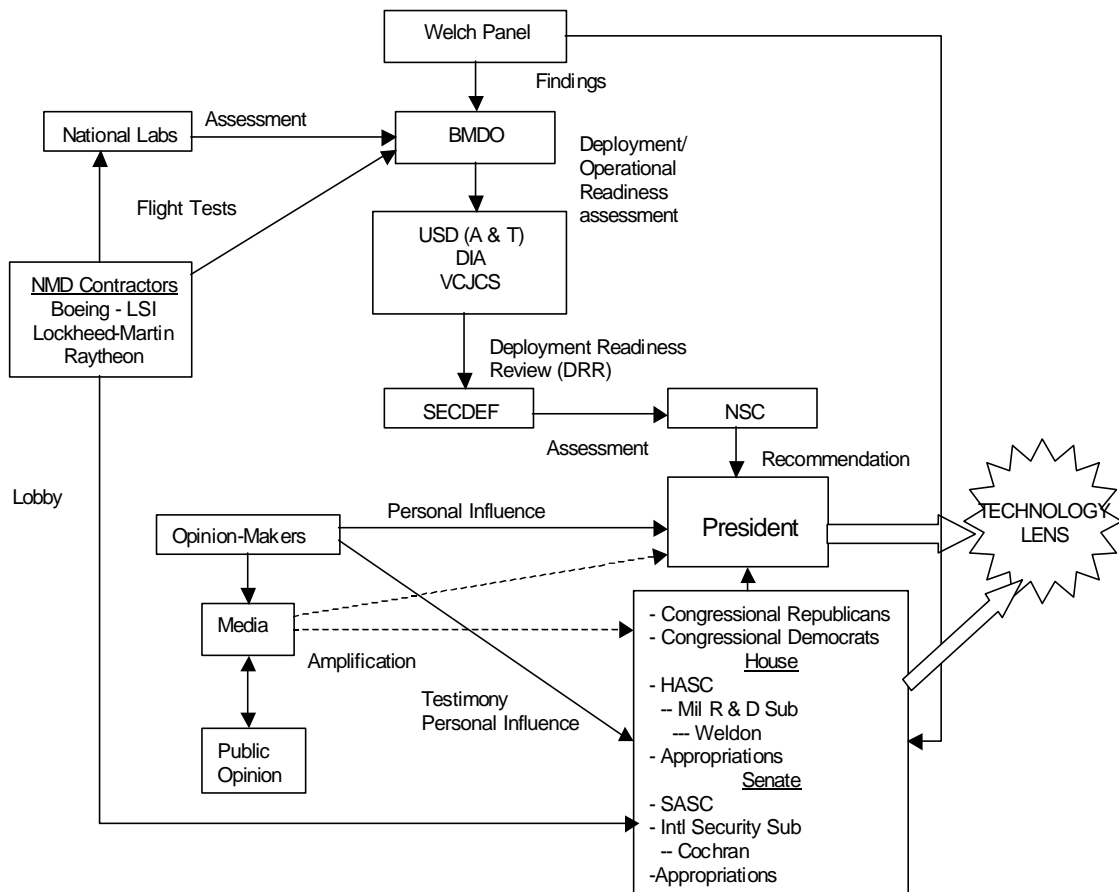 Welch Panel
Findings
National Labs
Assessment
BMDO
Deployment/
Operational
Readiness
assessment
Flight Tests
USD (A & T)
DIA
VCJCS
NMD Contractors
Boeing - LSI
Lockheed-Martin
Raytheon
Deployment Readiness
Review (DRR)
SECDEF
NSC
Assessment
Recommendation
Lobby
Opinion-Makers
Personal Influence
President
TECHNOLOGY
LENS
Media
Amplification
Testimony
Personal Influence
Public
Opinion
- Congressional Republicans
- Congressional Democrats
House
- HASC
-- Mil R & D Sub
--- Weldon
- Appropriations
Senate
- SASC
- Intl Security Sub
-- Cochran
-Appropriations